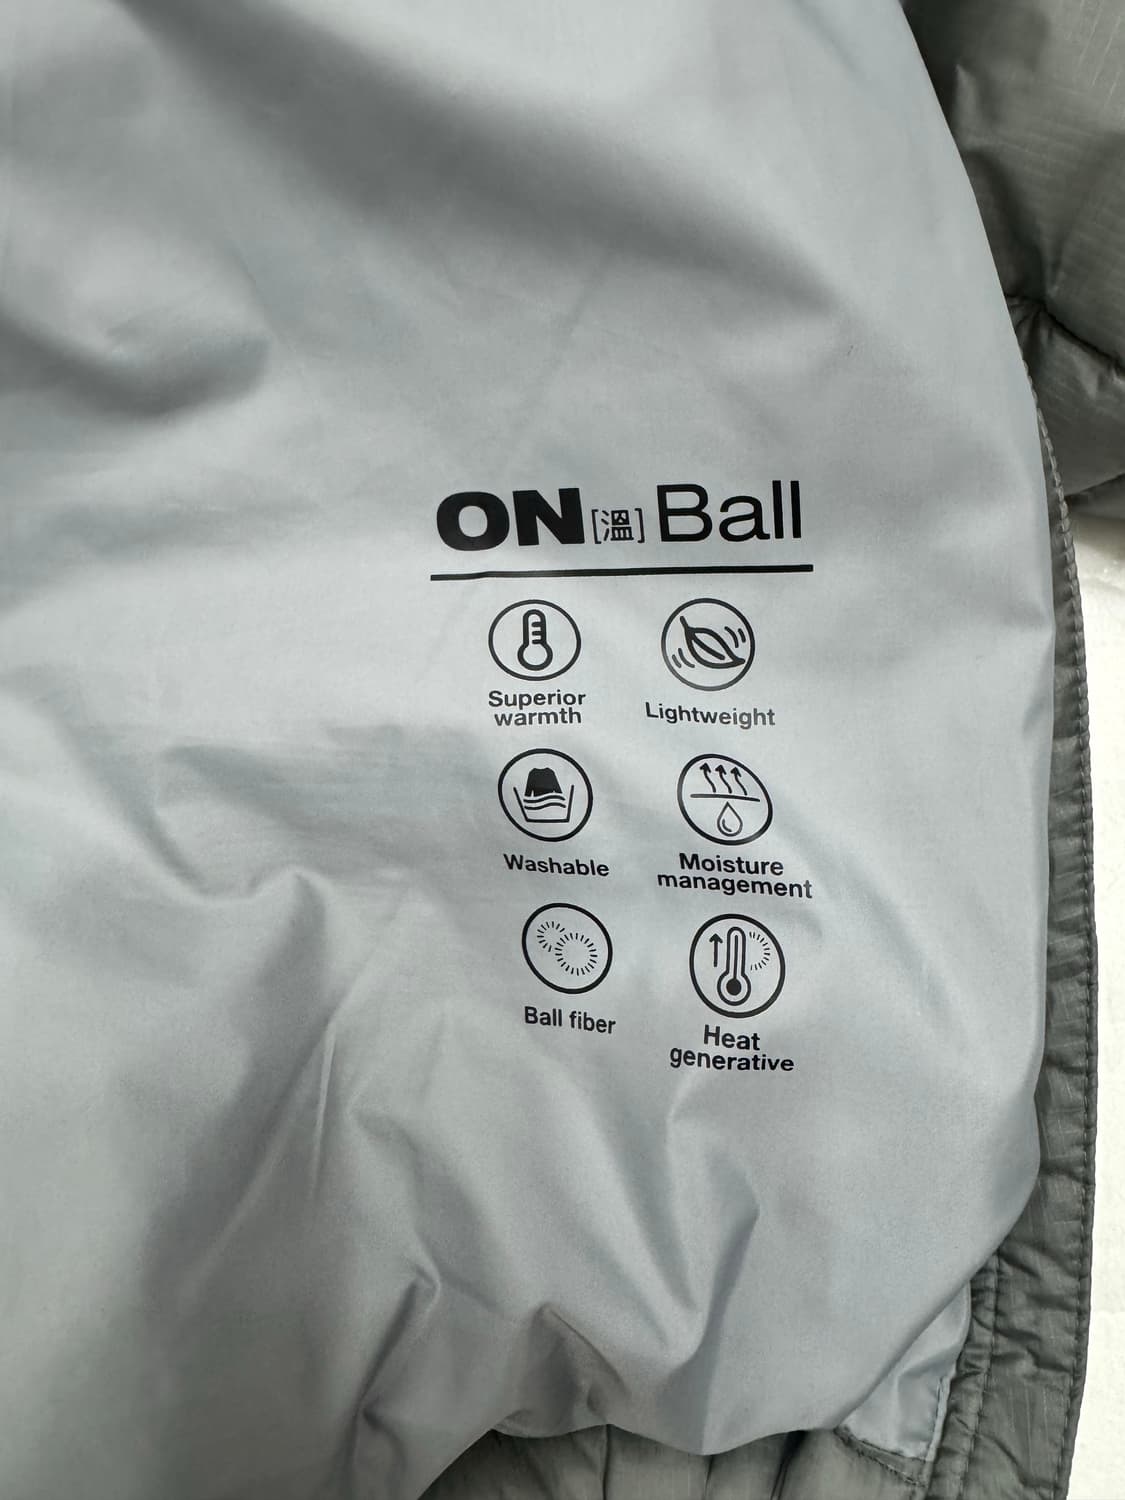 ON[溫]Ball
Superior
warmth
Lightweight
Washable
Moisture
management
Ball fiber
Heat
generative